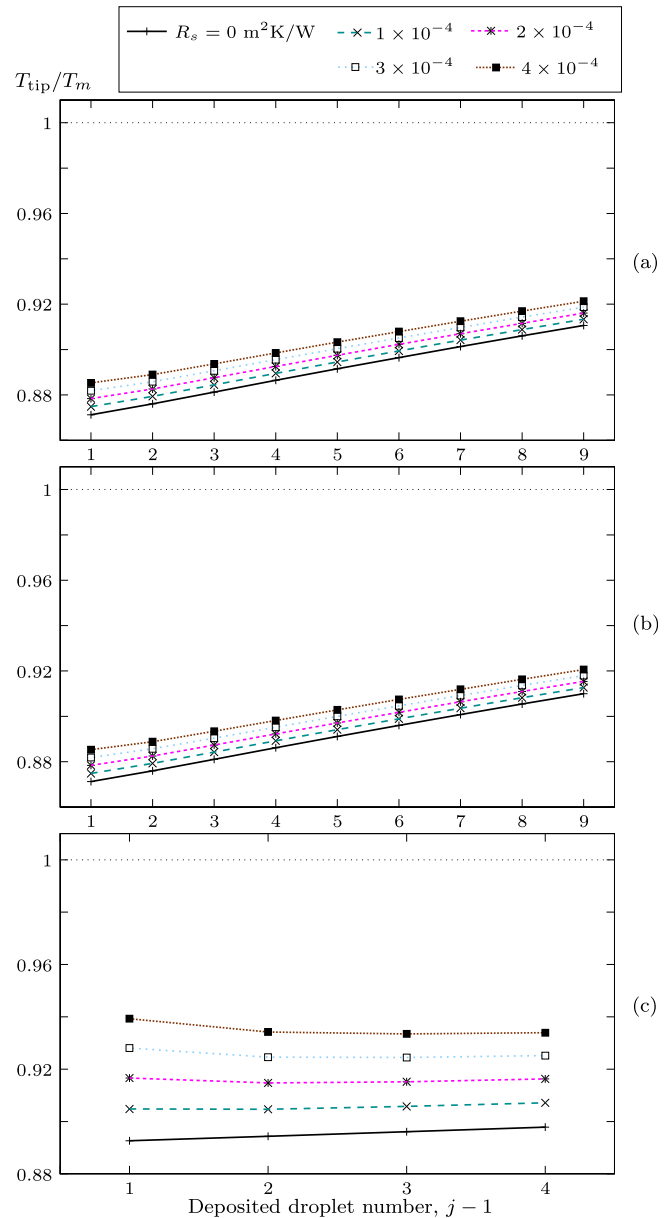 R_s = 0 m²K/W 1 × 10⁻⁴ 2 × 10⁻⁴
3 × 10⁻⁴ 4 × 10⁻⁴
T_tip/T_m
1
0.96
0.92
0.88
1 2 3 4 5 6 7 8 9
(a)
1
0.96
0.92
0.88
1 2 3 4 5 6 7 8 9
(b)
1
0.96
0.92
0.88
1 2 3 4
(c)
Deposited droplet number, j − 1